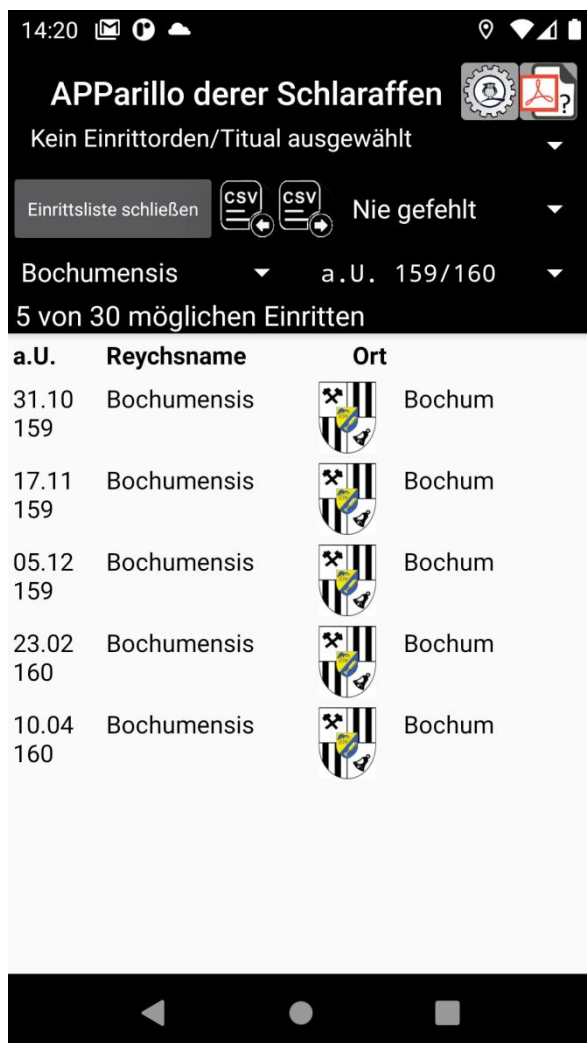 14:20
APParillo derer Schlaraffen
?
Kein Einrittorden/Titual ausgewählt
Einrittsliste schließen CSV CSV Nie gefehlt
Bochumensis a.U. 159/160
5 von 30 möglichen Einritten
a.U. Reychsname Ort
31.10 Bochumensis Bochum
159
17.11 Bochumensis Bochum
159
05.12 Bochumensis Bochum
159
23.02 Bochumensis Bochum
160
10.04 Bochumensis Bochum
160